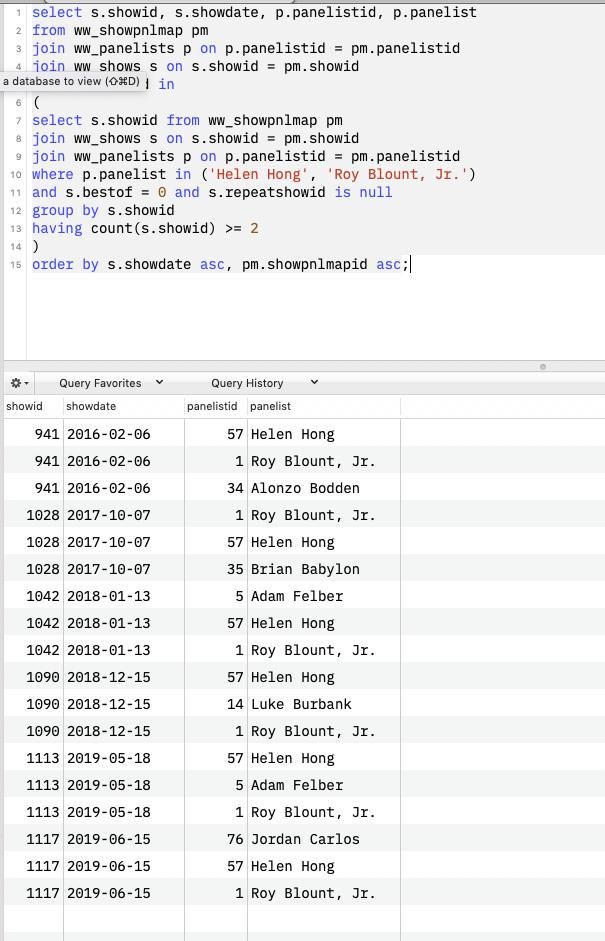 1 select s.showid, s.showdate, p.panelistid, p.panelist
2 from ww_showpnlmap pm
3 join ww_panelists p on p.panelistid = pm.panelistid
4 join ww_shows s on s.showid = pm.showid
a database to view (⇧⌘D) d in
6 (
7 select s.showid from ww_showpnlmap pm
8 join ww_shows s on s.showid = pm.showid
9 join ww_panelists p on p.panelistid = pm.panelistid
10 where p.panelist in ('Helen Hong', 'Roy Blount, Jr.')
11 and s.bestof = 0 and s.repeatshowid is null
12 group by s.showid
13 having count(s.showid) >= 2
14 )
15 order by s.showdate asc, pm.showpnlmapid asc;
Query Favorites Query History
showid showdate panelistid panelist
941 2016-02-06 57 Helen Hong
941 2016-02-06 1 Roy Blount, Jr.
941 2016-02-06 34 Alonzo Bodden
1028 2017-10-07 1 Roy Blount, Jr.
1028 2017-10-07 57 Helen Hong
1028 2017-10-07 35 Brian Babylon
1042 2018-01-13 5 Adam Felber
1042 2018-01-13 57 Helen Hong
1042 2018-01-13 1 Roy Blount, Jr.
1090 2018-12-15 57 Helen Hong
1090 2018-12-15 14 Luke Burbank
1090 2018-12-15 1 Roy Blount, Jr.
1113 2019-05-18 57 Helen Hong
1113 2019-05-18 5 Adam Felber
1113 2019-05-18 1 Roy Blount, Jr.
1117 2019-06-15 76 Jordan Carlos
1117 2019-06-15 57 Helen Hong
1117 2019-06-15 1 Roy Blount, Jr.